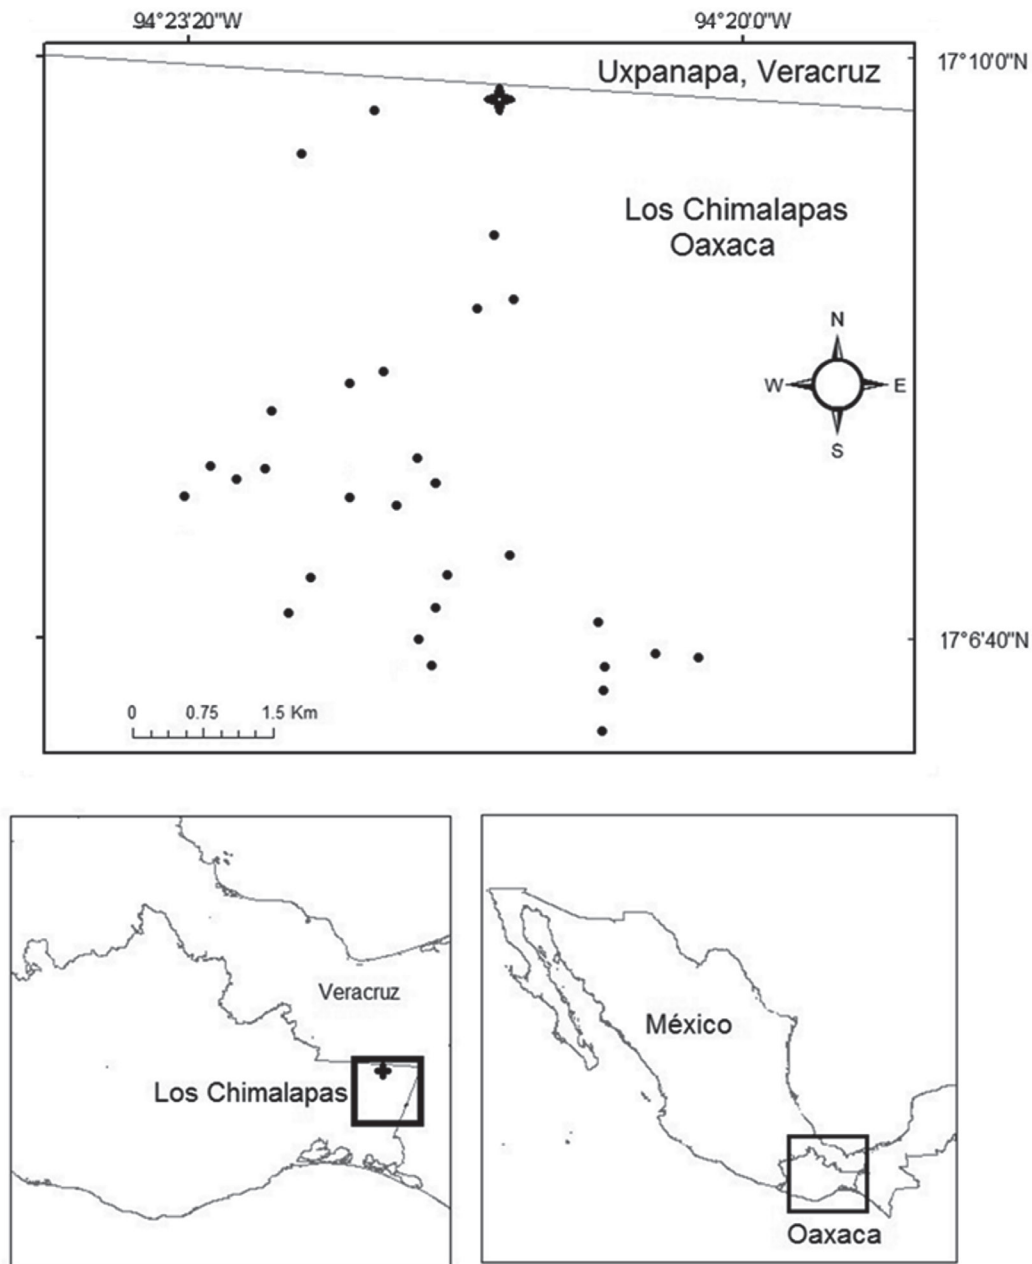 94°23'20"W
94°20'0"W
Uxpanapa, Veracruz
17°10'0"N
Los Chimalapas
Oaxaca
N
W
E
S
17°6'40"N
0
0.75
1.5 Km
Veracruz
Los Chimalapas
México
Oaxaca